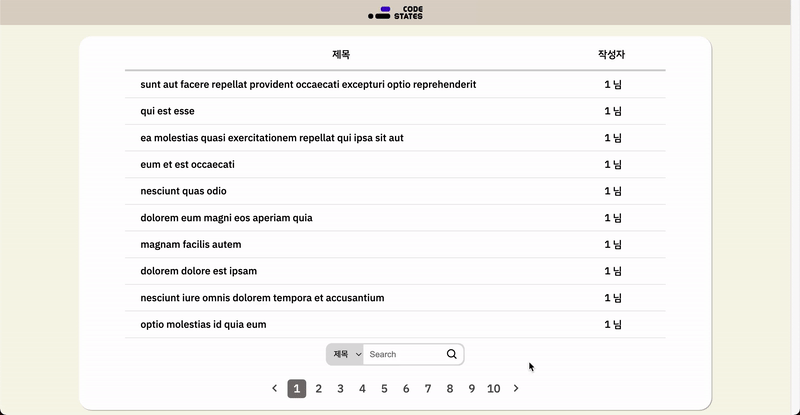 CODE
STATES
제목 작성자
sunt aut facere repellat provident occaecati excepturi optio reprehenderit 1 님
qui est esse 1 님
ea molestias quasi exercitationem repellat qui ipsa sit aut 1 님
eum et est occaecati 1 님
nesciunt quas odio 1 님
dolorem eum magni eos aperiam quia 1 님
magnam facilis autem 1 님
dolorem dolore est ipsam 1 님
nesciunt iure omnis dolorem tempora et accusantium 1 님
optio molestias id quia eum 1 님
제목 Search
1 2 3 4 5 6 7 8 9 10